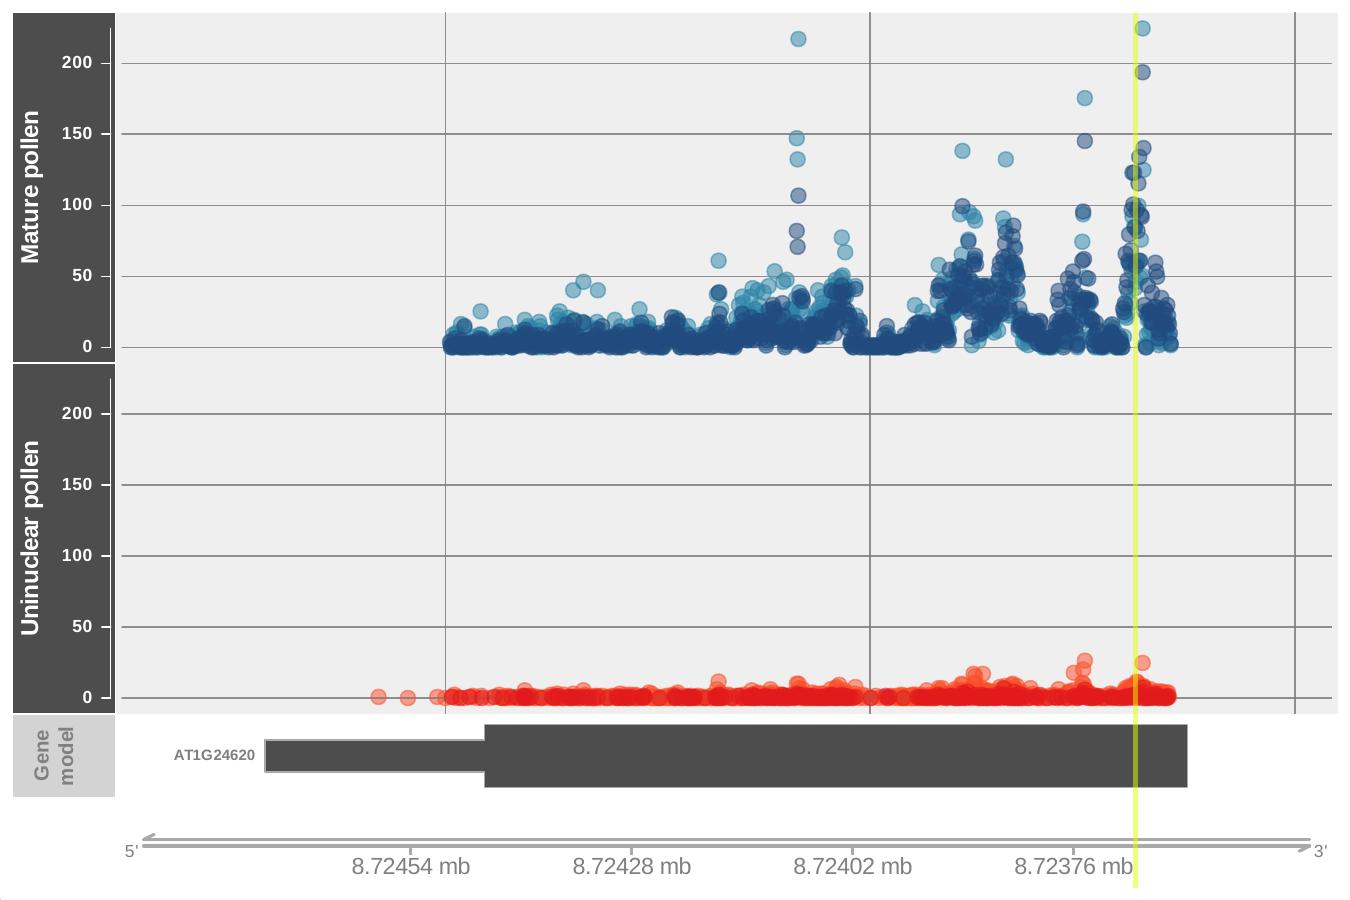 Mature pollen
200
150
100
50
0
Uninuclear pollen
200
150
100
50
0
Gene
model
AT1G24620
5'
3'
8.72454 mb
8.72428 mb
8.72402 mb
8.72376 mb